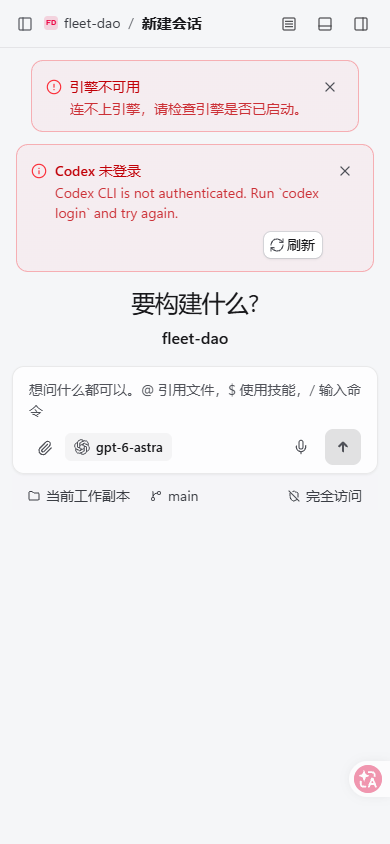 FD fleet-dao / 新建会话
引擎不可用
连不上引擎，请检查引擎是否已启动。
Codex 未登录
Codex CLI is not authenticated. Run `codex
login` and try again.
刷新
要构建什么?
fleet-dao
想问什么都可以。@ 引用文件，$ 使用技能，/ 输入命
令
gpt-6-astra
当前工作副本 main 完全访问
A